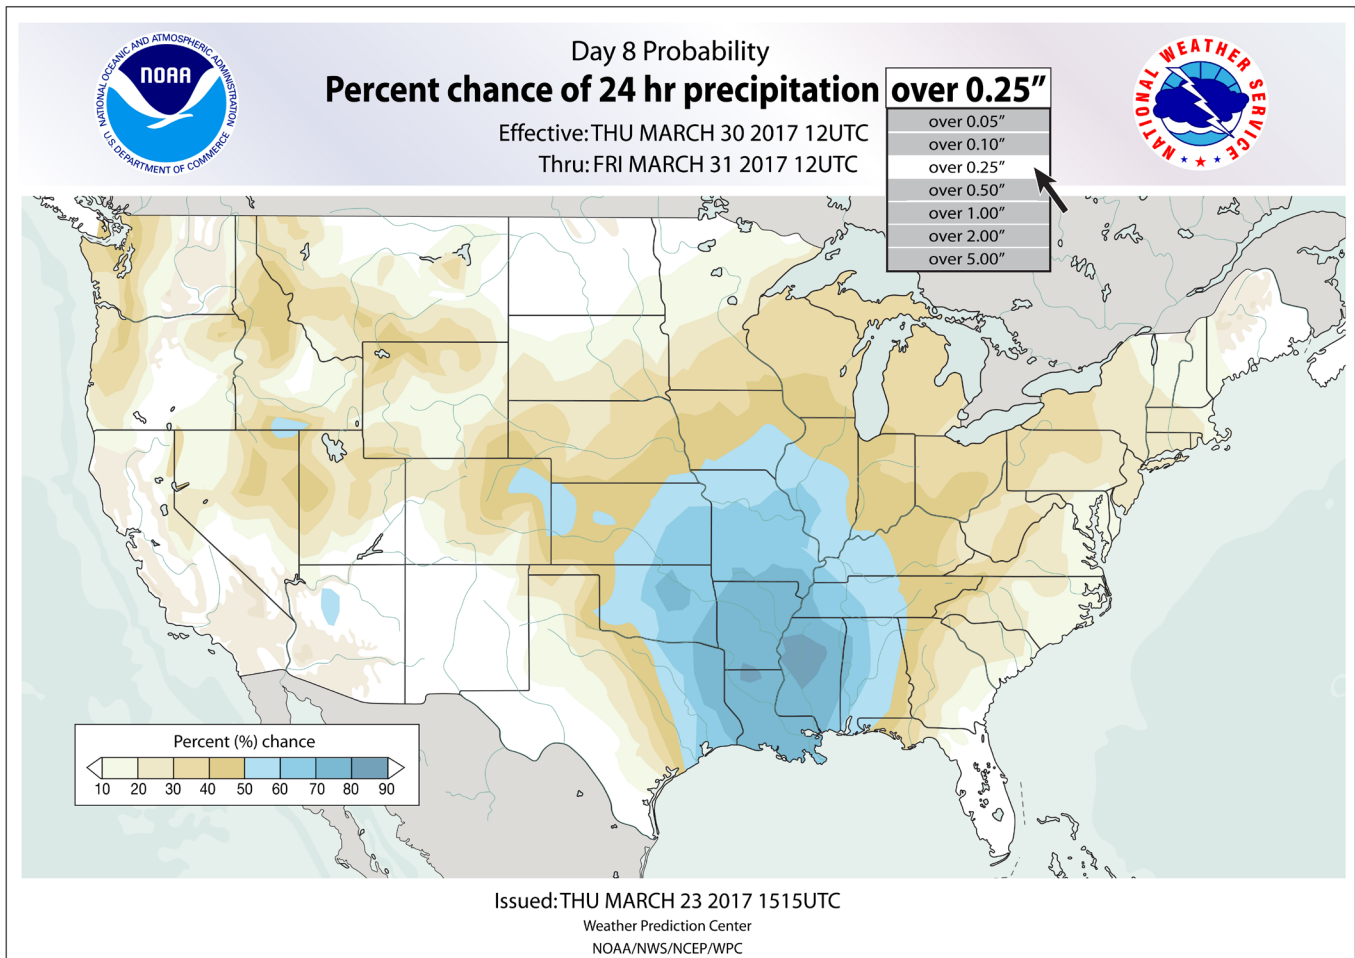 Day 8 Probability
Percent chance of 24 hr precipitation over 0.25”
Effective: THU MARCH 30 2017 12UTC
Thru: FRI MARCH 31 2017 12UTC
over 0.05”
over 0.10”
over 0.25”
over 0.50”
over 1.00”
over 2.00”
over 5.00”
NATIONAL OCEANIC AND ATMOSPHERIC ADMINISTRATION
NOAA
U.S. DEPARTMENT OF COMMERCE
NATIONAL WEATHER SERVICE
Percent (%) chance
10 20 30 40 50 60 70 80 90
Issued: THU MARCH 23 2017 1515UTC
Weather Prediction Center
NOAA/NWS/NCEP/WPC